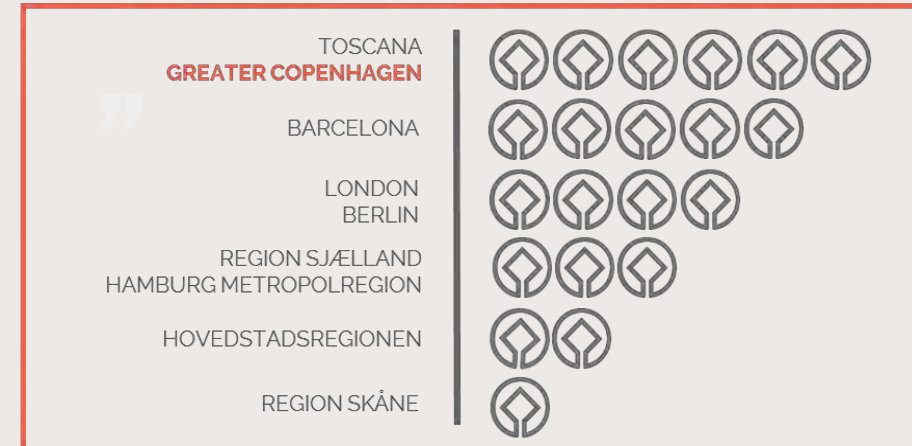 TOSCANA
GREATER COPENHAGEN
”
BARCELONA
LONDON
BERLIN
REGION SJÆLLAND
HAMBURG METROPOLREGION
HOVEDSTADSREGIONEN
REGION SKÅNE